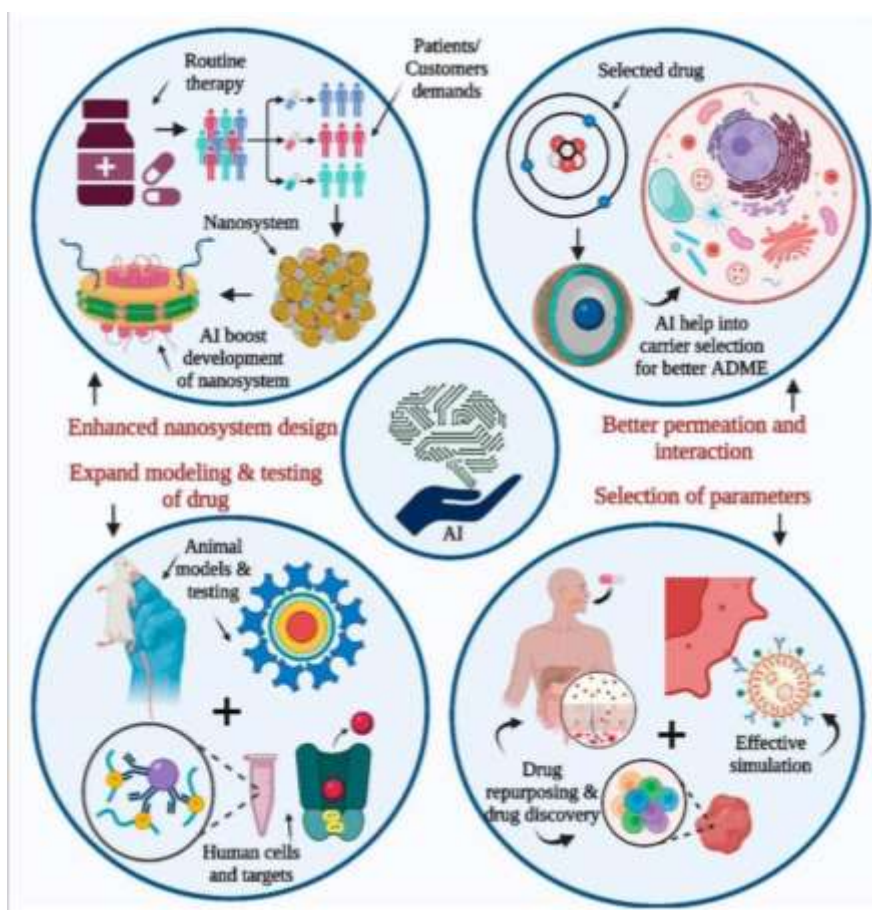 Routine
therapy
Patients/
Customers
demands
Nanosystem
AI boost
development
of nanosystem
Selected drug
AI help into
carrier selection
for better ADME
Enhanced nanosystem design
Better permeation and
interaction
Expand modeling & testing
of drug
Selection of parameters
AI
Animal
models &
testing
Human cells
and targets
Drug
repurposing &
drug discovery
Effective
simulation